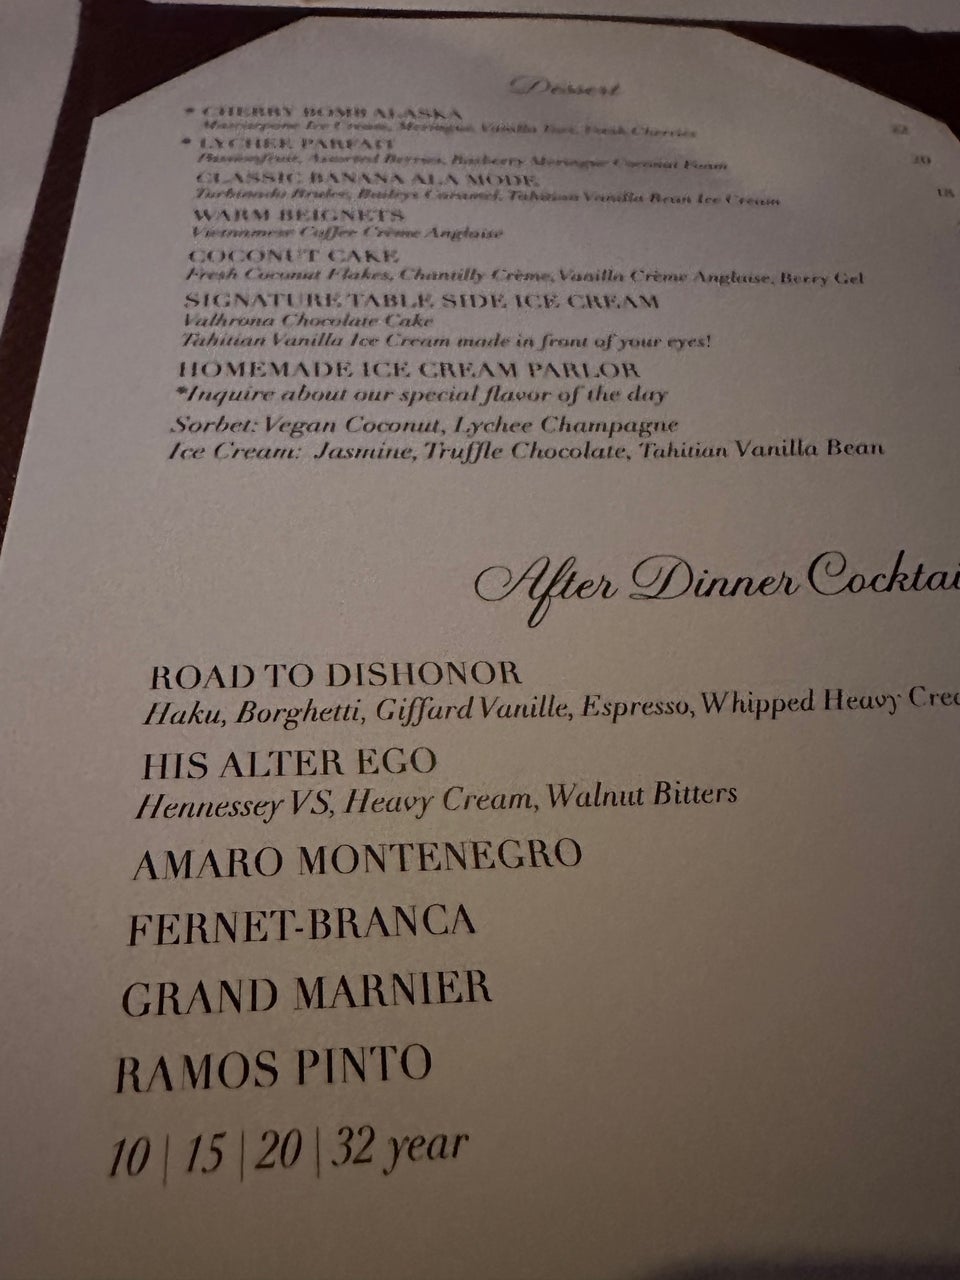 Dessert
* CHERRY BOMB ALASKA
Mascarpone Ice Cream, Meringue, Vanilla Tart, Fresh Cherries
* LYCHEE PARFAIT 20
Passionfruit, Assorted Berries, Meringue Coconut Foam
CLASSIC BANANA ALA MODE
Turbinado Brulee, Baileys Caramel, Tahitian Vanilla Bean Ice Cream
WARM BEIGNETS
Vietnamese Coffee Crème Anglaise
COCONUT CAKE
Fresh Coconut Flakes, Chantilly Crème, Vanilla Crème Anglaise, Berry Gel
SIGNATURE TABLE SIDE ICE CREAM
Valhrona Chocolate Cake
Tahitian Vanilla Ice Cream made in front of your eyes!
HOMEMADE ICE CREAM PARLOR
*Inquire about our special flavor of the day
Sorbet: Vegan Coconut, Lychee Champagne
Ice Cream: Jasmine, Truffle Chocolate, Tahitian Vanilla Bean
After Dinner Cocktai
ROAD TO DISHONOR
Haku, Borghetti, Giffard Vanille, Espresso, Whipped Heavy Crea
HIS ALTER EGO
Hennessey VS, Heavy Cream, Walnut Bitters
AMARO MONTENEGRO
FERNET-BRANCA
GRAND MARNIER
RAMOS PINTO
10 | 15 | 20 | 32 year